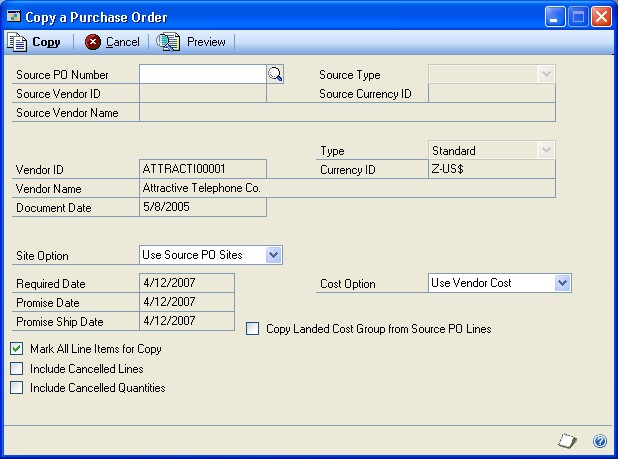 Copy a Purchase Order
Copy Cancel Preview
Source PO Number Source Type
Source Vendor ID Source Currency ID
Source Vendor Name
Type Standard
Vendor ID ATTRACTI00001 Currency ID Z-US$
Vendor Name Attractive Telephone Co.
Document Date 5/8/2005
Site Option Use Source PO Sites
Required Date 4/12/2007 Cost Option Use Vendor Cost
Promise Date 4/12/2007
Promise Ship Date 4/12/2007
Copy Landed Cost Group from Source PO Lines
Mark All Line Items for Copy
Include Cancelled Lines
Include Cancelled Quantities